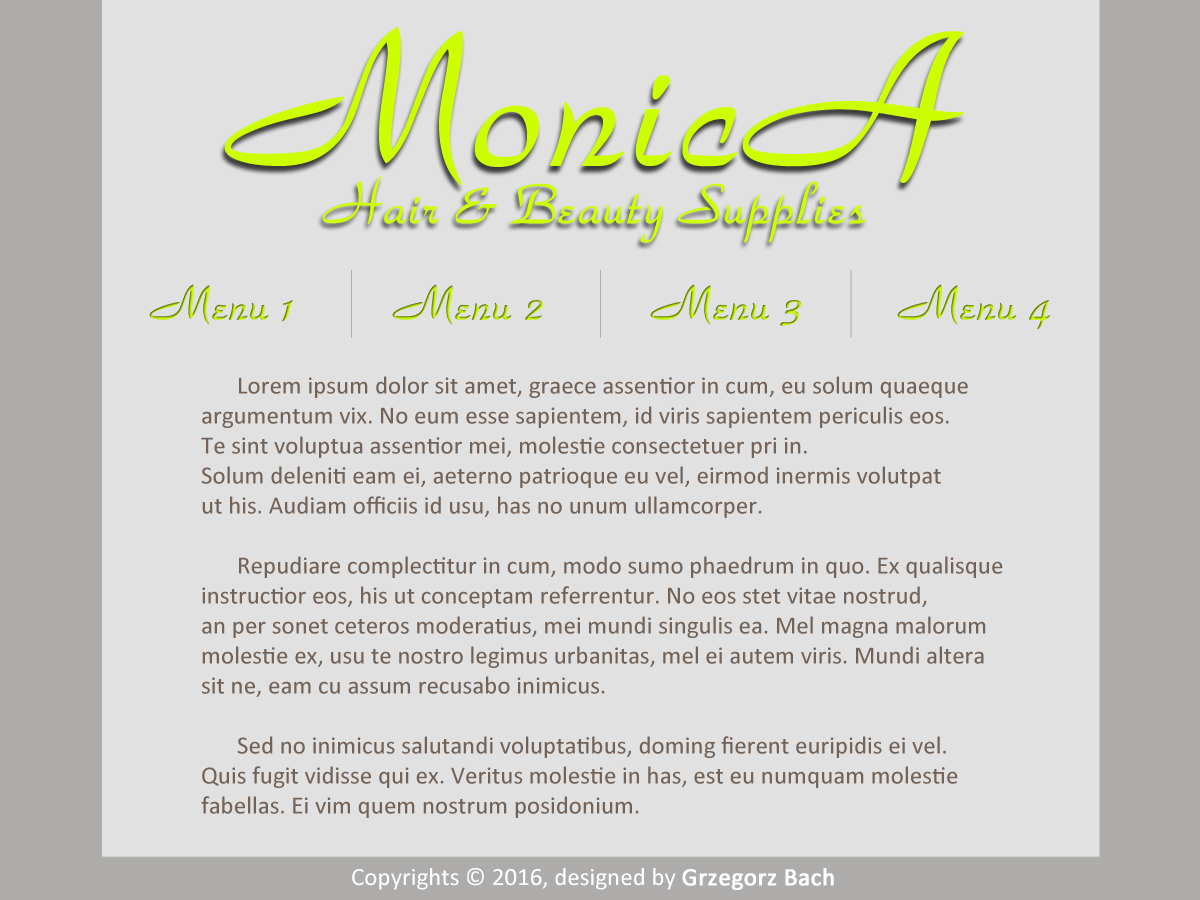 MonicA
Hair & Beauty Supplies
Menu 1 Menu 2 Menu 3 Menu 4
Lorem ipsum dolor sit amet, graece assentior in cum, eu solum quaeque
argumentum vix. No eum esse sapientem, id viris sapientem periculis eos.
Te sint voluptua assentior mei, molestie consectetuer pri in.
Solum deleniti eam ei, aeterno patrioque eu vel, eirmod inermis volutpat
ut his. Audiam officiis id usu, has no unum ullamcorper.
Repudiare complectitur in cum, modo sumo phaedrum in quo. Ex qualisque
instructior eos, his ut conceptam referrentur. No eos stet vitae nostrud,
an per sonet ceteros moderatius, mei mundi singulis ea. Mel magna malorum
molestie ex, usu te nostro legimus urbanitas, mel ei autem viris. Mundi altera
sit ne, eam cu assum recusabo inimicus.
Sed no inimicus salutandi voluptatibus, doming fierent euripidis ei vel.
Quis fugit vidisse qui ex. Veritus molestie in has, est eu numquam molestie
fabellas. Ei vim quem nostrum posidonium.
Copyrights © 2016, designed by Grzegorz Bach